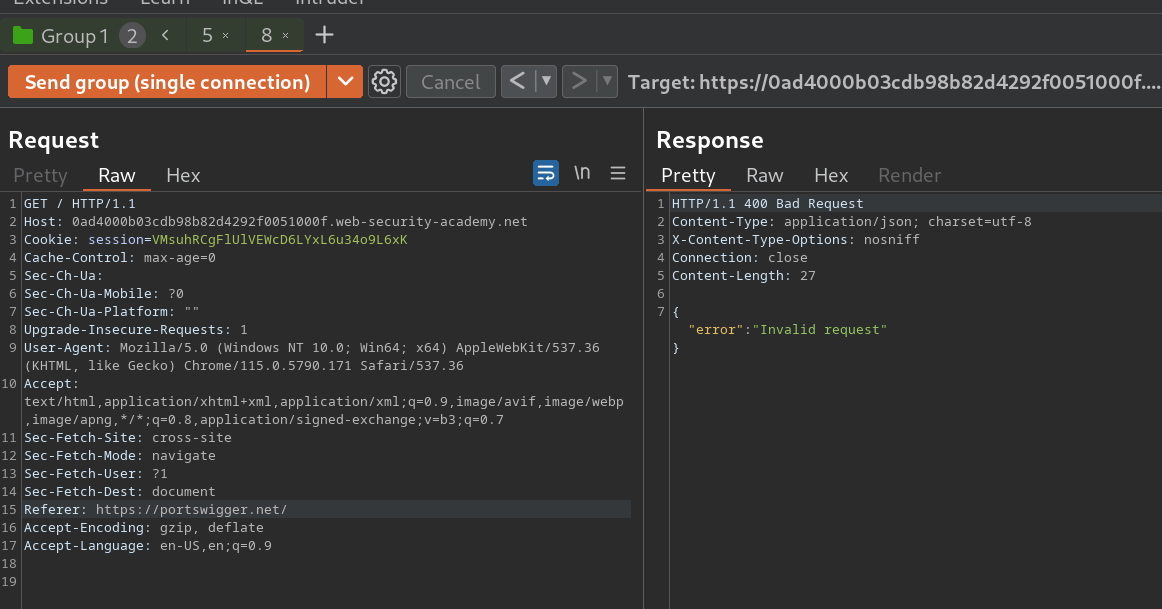 Extensions Learn InQL Intruder
Group 1 2 < 5 × 8 × +
Send group (single connection) Cancel < > Target: https://0ad4000b03cdb98b82d4292f0051000f....
Request
Pretty Raw Hex \n
1 GET / HTTP/1.1
2 Host: 0ad4000b03cdb98b82d4292f0051000f.web-security-academy.net
3 Cookie: session=VMsuhRCgFlUlVEWcD6LYxL6u34o9L6xK
4 Cache-Control: max-age=0
5 Sec-Ch-Ua:
6 Sec-Ch-Ua-Mobile: ?0
7 Sec-Ch-Ua-Platform: ""
8 Upgrade-Insecure-Requests: 1
9 User-Agent: Mozilla/5.0 (Windows NT 10.0; Win64; x64) AppleWebKit/537.36
(KHTML, like Gecko) Chrome/115.0.5790.171 Safari/537.36
10 Accept:
text/html,application/xhtml+xml,application/xml;q=0.9,image/avif,image/webp
,image/apng,*/*;q=0.8,application/signed-exchange;v=b3;q=0.7
11 Sec-Fetch-Site: cross-site
12 Sec-Fetch-Mode: navigate
13 Sec-Fetch-User: ?1
14 Sec-Fetch-Dest: document
15 Referer: https://portswigger.net/
16 Accept-Encoding: gzip, deflate
17 Accept-Language: en-US,en;q=0.9
18
19
Response
Pretty Raw Hex Render
1 HTTP/1.1 400 Bad Request
2 Content-Type: application/json; charset=utf-8
3 X-Content-Type-Options: nosniff
4 Connection: close
5 Content-Length: 27
6
7 {
"error":"Invalid request"
}